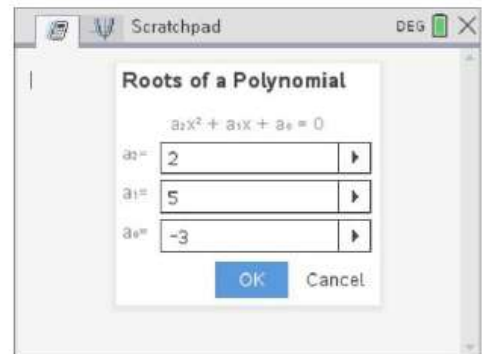 Scratchpad DEG
Roots of a Polynomial
a₂x² + a₁x + a₀ = 0
a₂= 2
a₁= 5
a₀= -3
OK Cancel